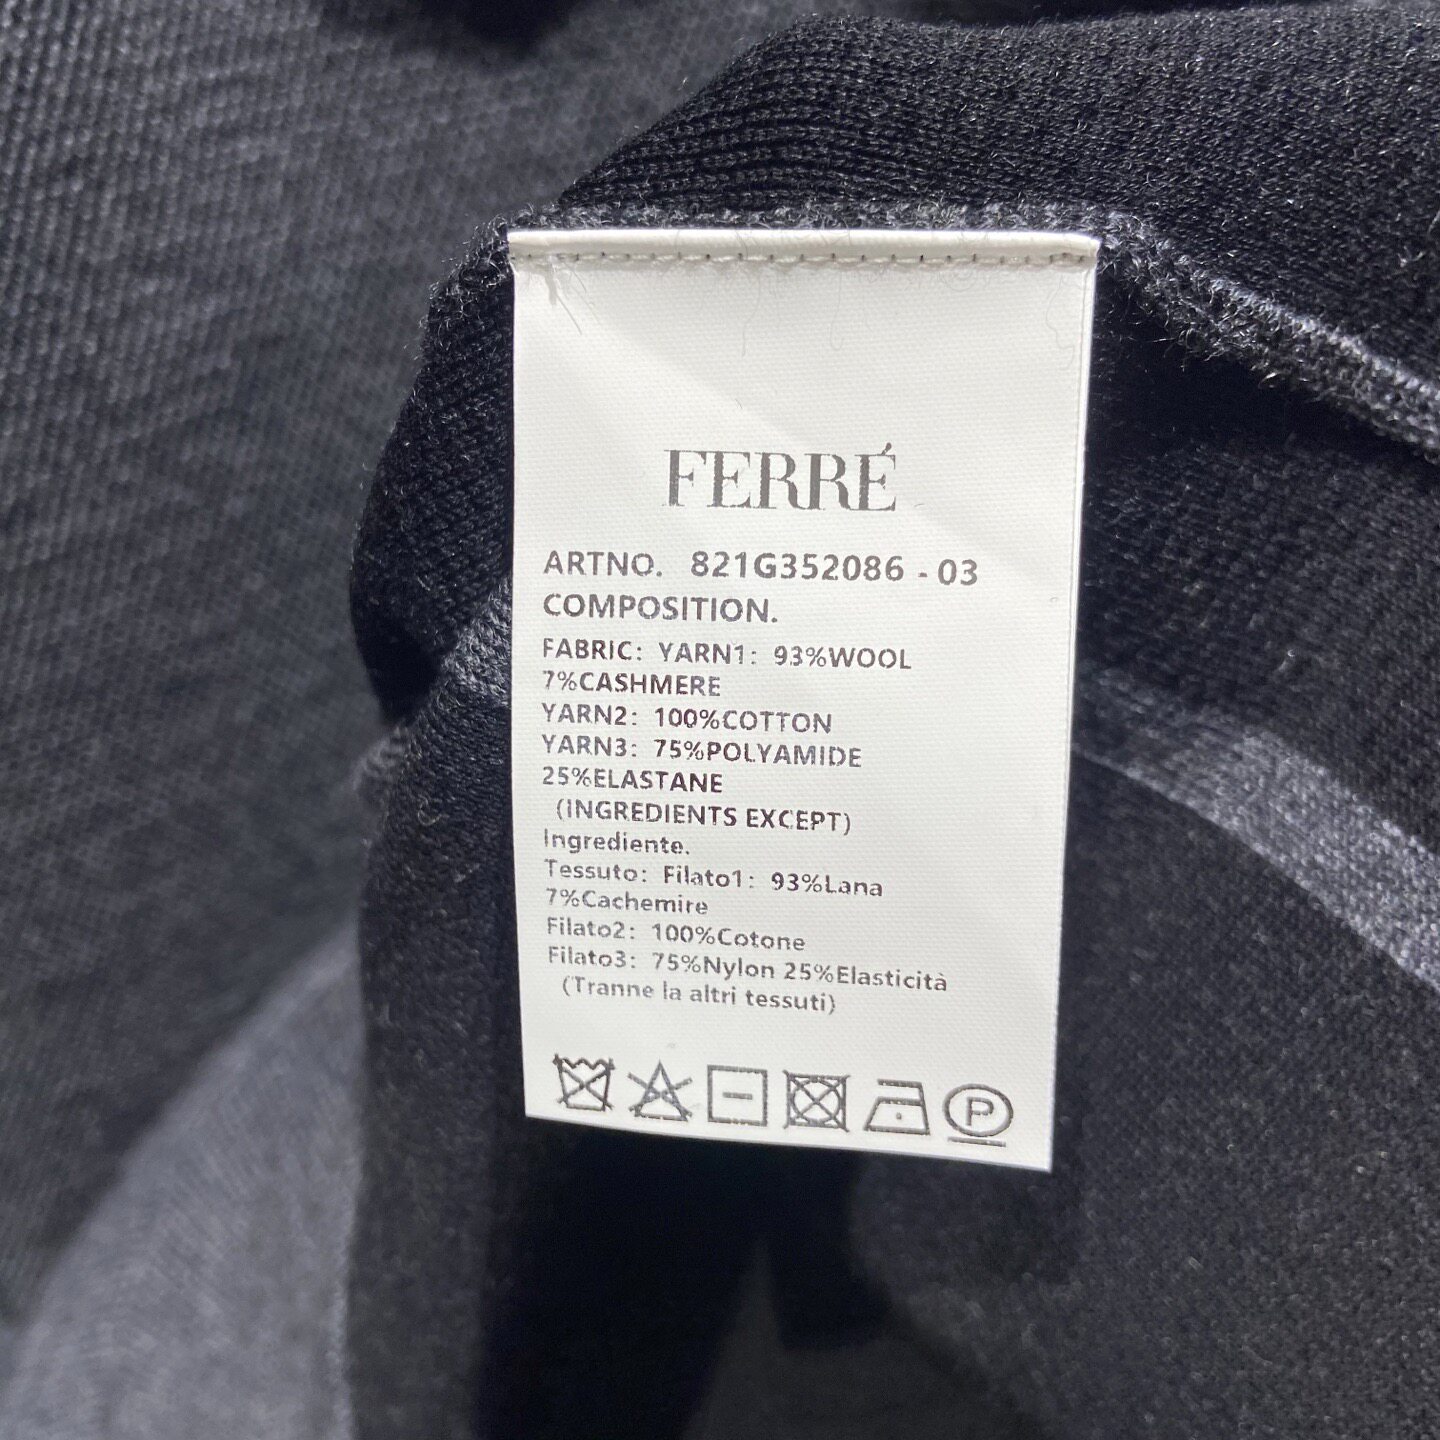 FERRÉ
ARTNO. 821G352086 - 03
COMPOSITION.
FABRIC: YARN1: 93%WOOL
7%CASHMERE
YARN2: 100%COTTON
YARN3: 75%POLYAMIDE
25%ELASTANE
(INGREDIENTS EXCEPT)
Ingrediente.
Tessuto: Filato1: 93%Lana
7%Cachemire
Filato2: 100%Cotone
Filato3: 75%Nylon 25%Elasticità
(Tranne la altri tessuti)
P